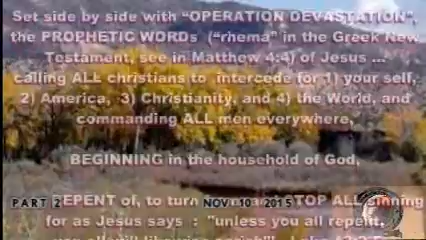 Set side by side with “OPERATION DEVASTATION”,
the PROPHETIC WORDs (“rhema” in the Greek New
Testament, see in Matthew 4:4) of Jesus ...
calling ALL christians to intercede for 1) your self,
2) America, 3) Christianity, and 4) the World, and
commanding ALL men everywhere,
BEGINNING in the household of God,
PART 2 REPENT of, to turn NOV 10 2015 STOP ALL sinning
for as Jesus says : "unless you all repent,